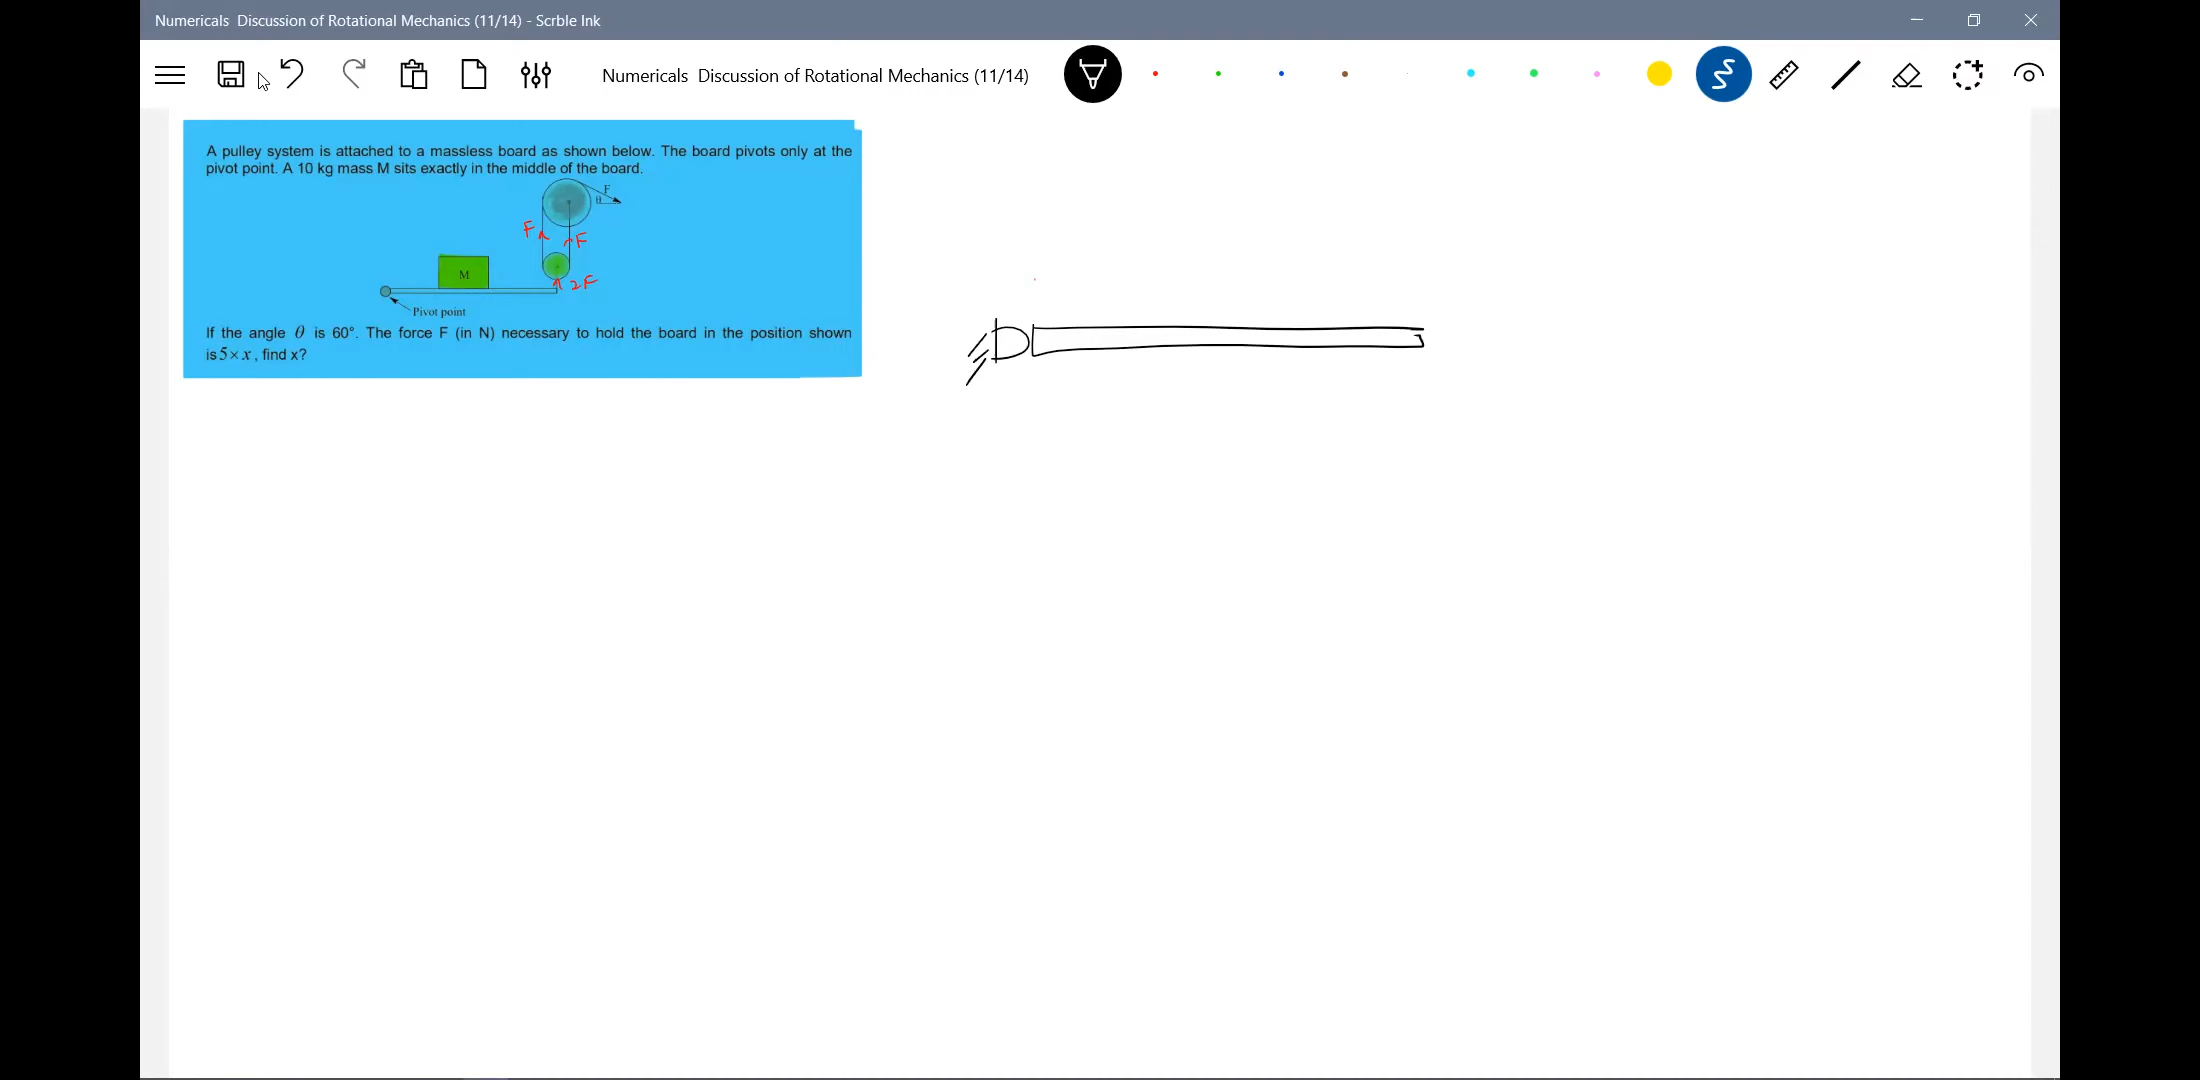 Numericals  Discussion of Rotational Mechanics (11/14) - Scrble Ink
Numericals  Discussion of Rotational Mechanics (11/14)
A pulley system is attached to a massless board as shown below. The board pivots only at the
pivot point. A 10 kg mass M sits exactly in the middle of the board.
F
θ
F
F
M
2F
Pivot point
If the angle θ is 60°. The force F (in N) necessary to hold the board in the position shown
is 5 × x , find x?